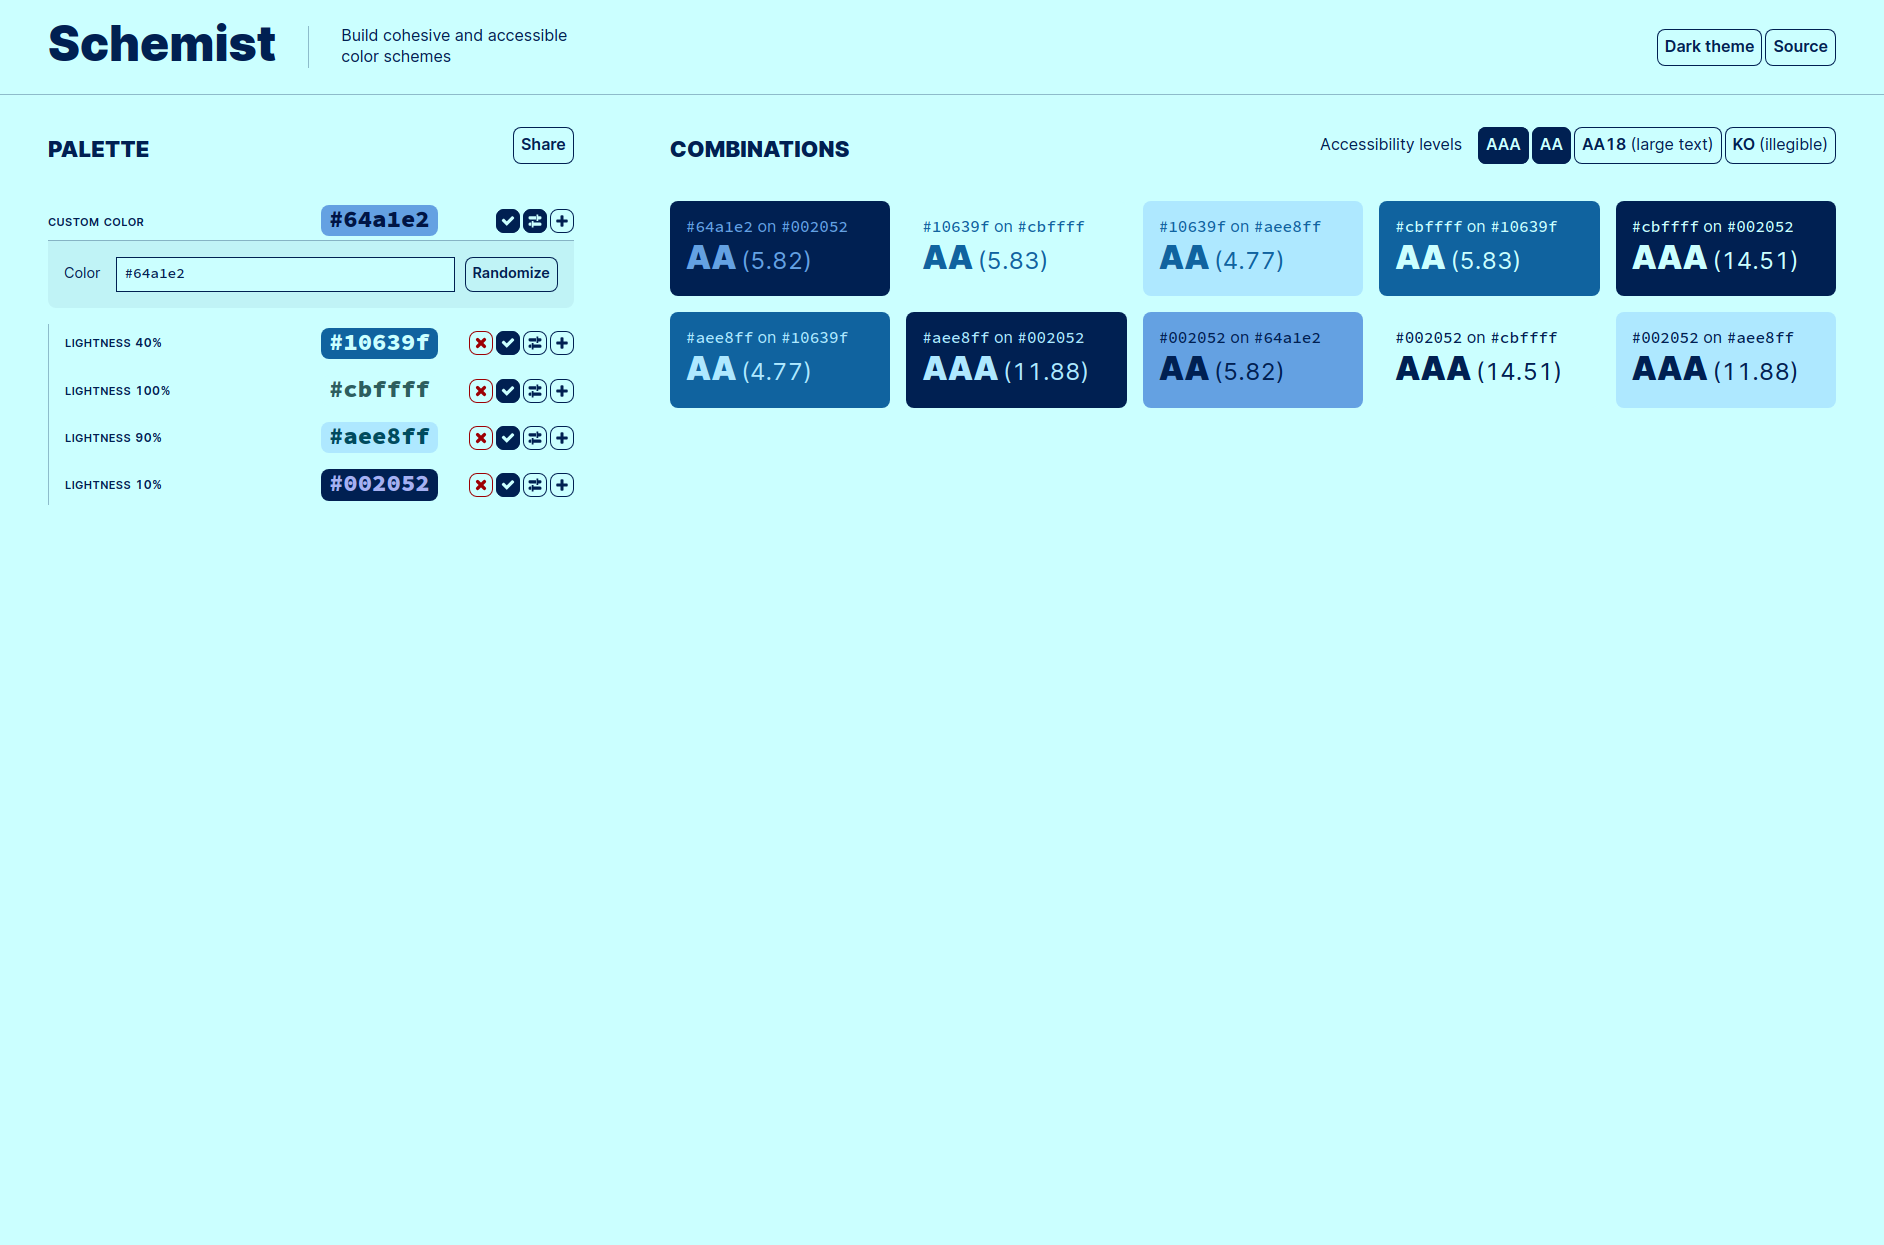 Schemist
Build cohesive and accessible
color schemes
Dark theme
Source
PALETTE
Share
CUSTOM COLOR
#64a1e2
Color
#64a1e2
Randomize
LIGHTNESS 40%
#10639f
LIGHTNESS 100%
#cbffff
LIGHTNESS 90%
#aee8ff
LIGHTNESS 10%
#002052
COMBINATIONS
Accessibility levels
AAA
AA
AA18 (large text)
KO (illegible)
#64a1e2 on #002052
AA (5.82)
#10639f on #cbffff
AA (5.83)
#10639f on #aee8ff
AA (4.77)
#cbffff on #10639f
AA (5.83)
#cbffff on #002052
AAA (14.51)
#aee8ff on #10639f
AA (4.77)
#aee8ff on #002052
AAA (11.88)
#002052 on #64a1e2
AA (5.82)
#002052 on #cbffff
AAA (14.51)
#002052 on #aee8ff
AAA (11.88)